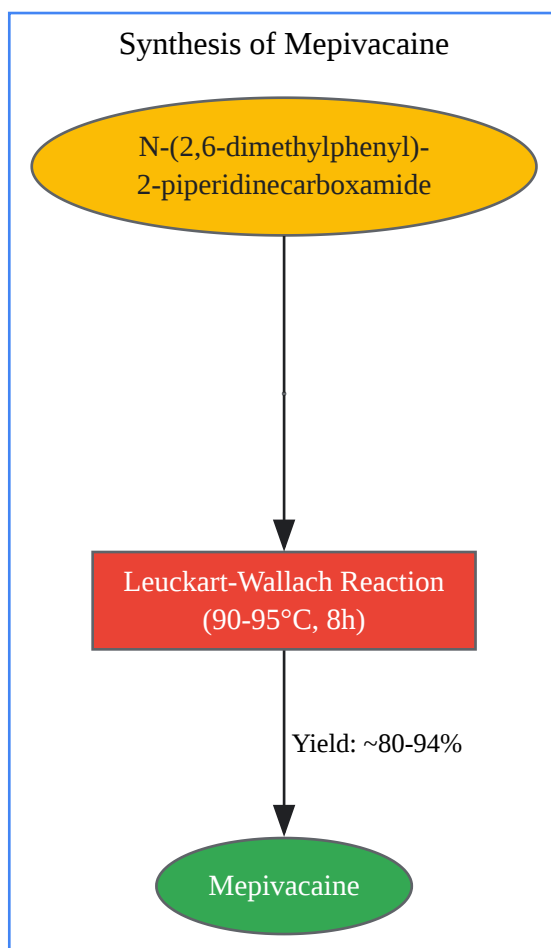 Synthesis of Mepivacaine
N-(2,6-dimethylphenyl)-
2-piperidinecarboxamide
Leuckart-Wallach Reaction
(90-95°C, 8h)
Yield: ~80-94%
Mepivacaine